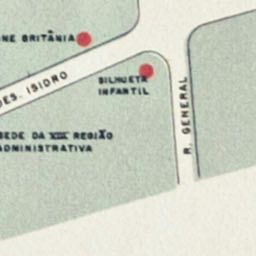 NE BRITÂNIA
DES. ISIDRO
SILHUETA
INFANTIL
R. GENERAL
SEDE DA XIII REGIÃO
ADMINISTRATIVA